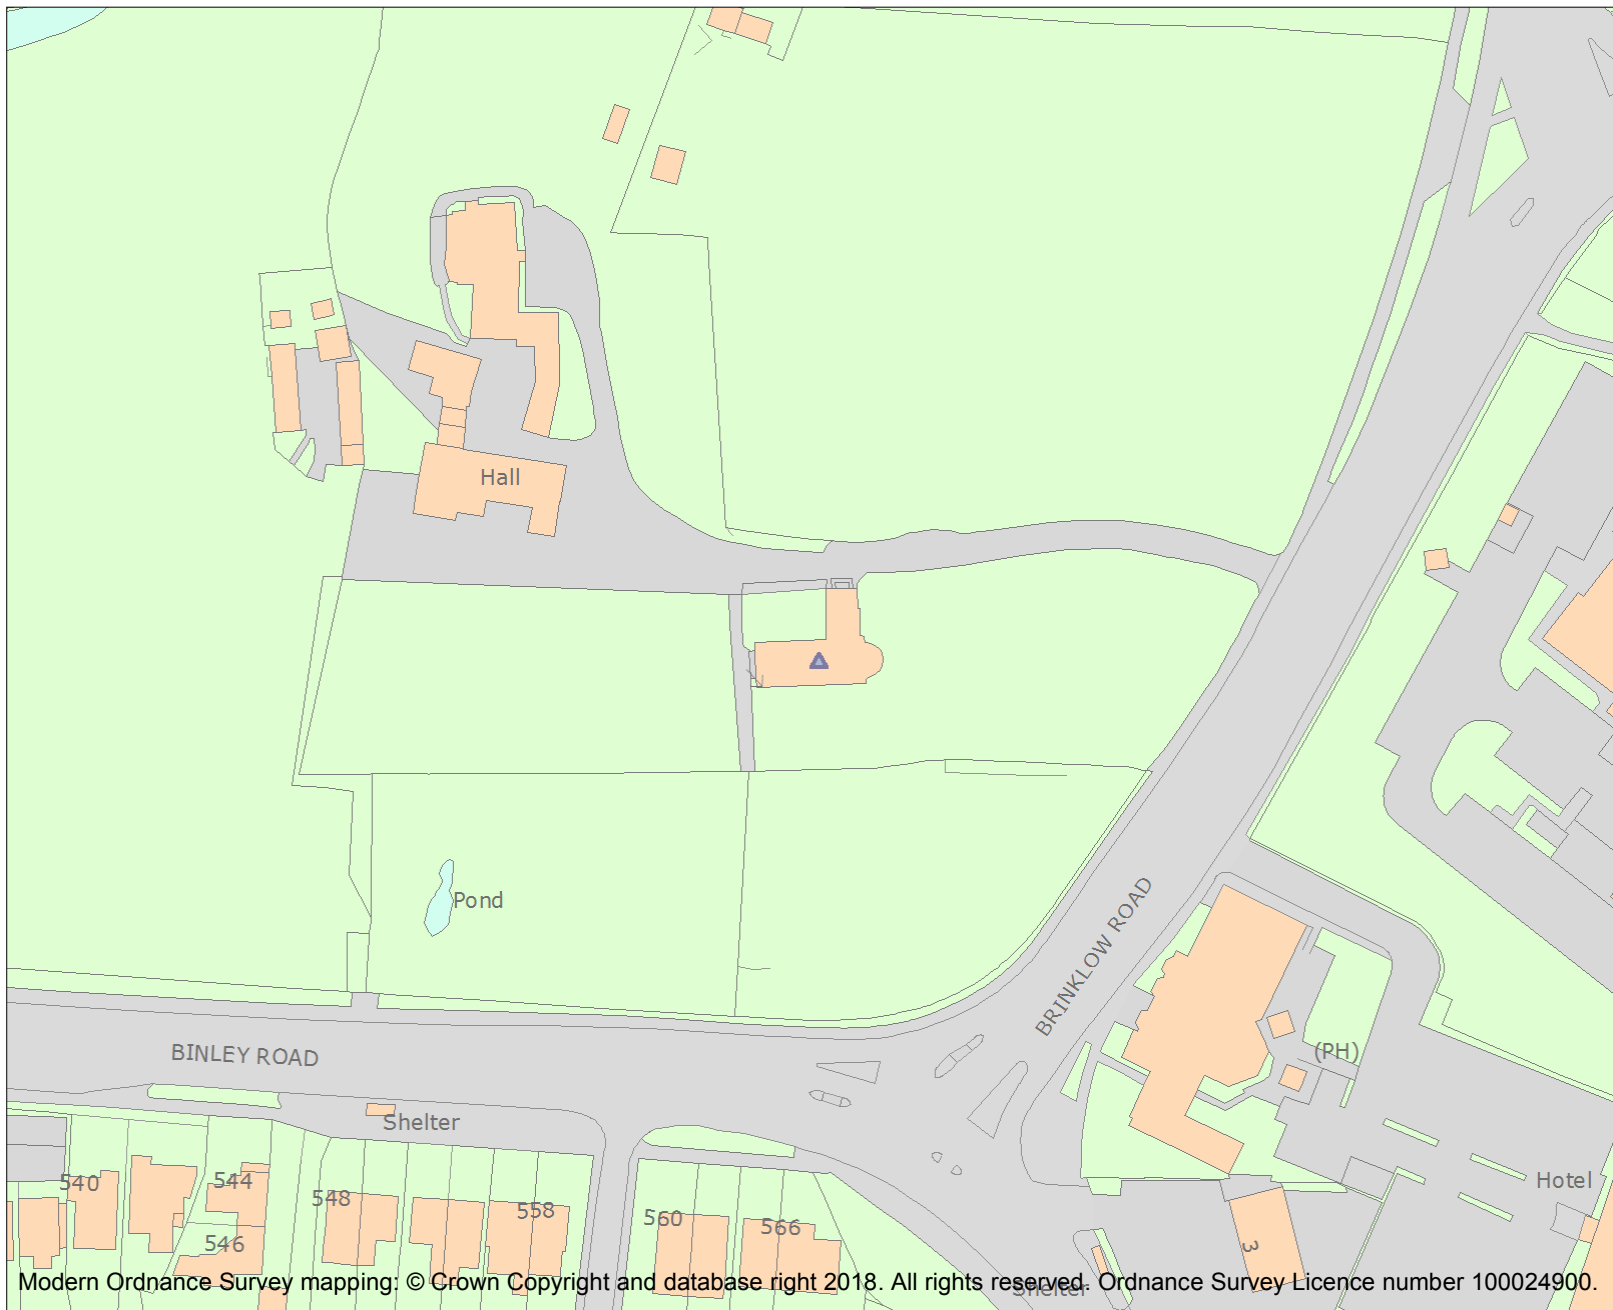 Hall
Pond
BRINKLOW ROAD
BINLEY ROAD
(PH)
Shelter
540
544
548
558
560
566
Hotel
546
3
Shelter
Modern Ordnance Survey mapping: © Crown Copyright and database right 2018. All rights reserved. Ordnance Survey Licence number 100024900.